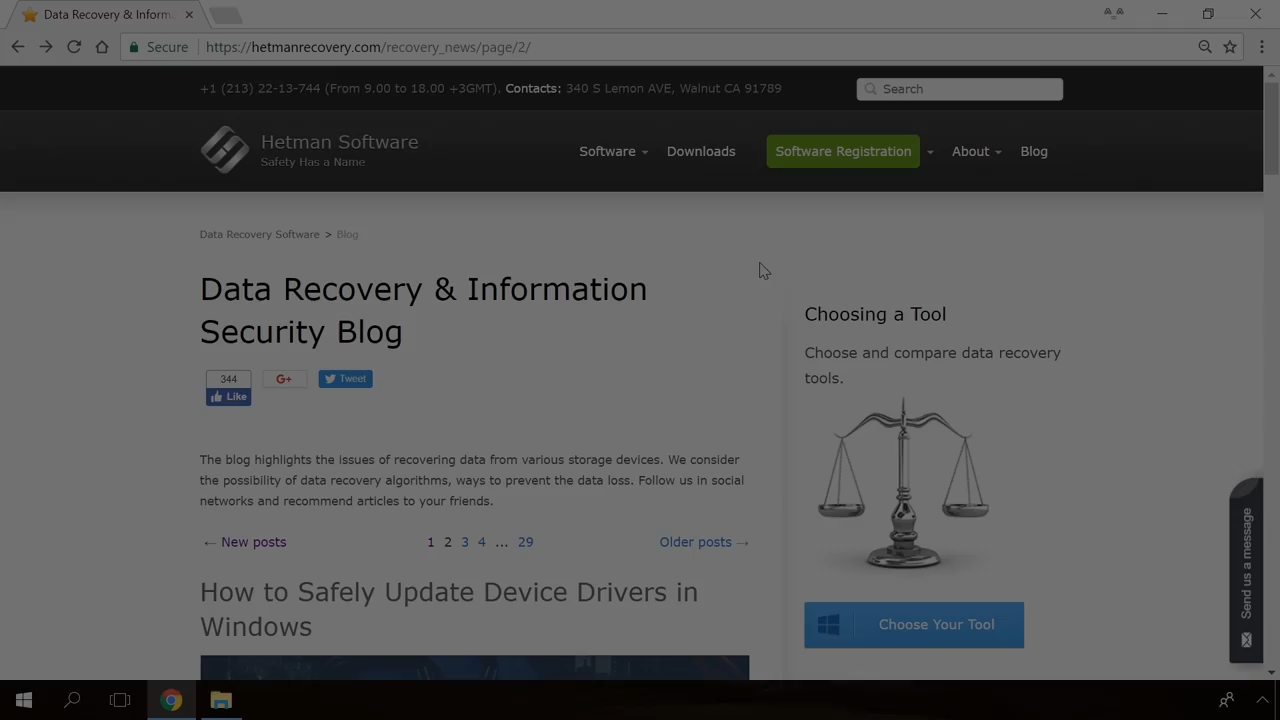 Data Recovery & Inform
Secure
https://hetmanrecovery.com/recovery_news/page/2/
+1 (213) 22-13-744 (From 9.00 to 18.00 +3GMT). Contacts: 340 S Lemon AVE, Walnut CA 91789
Search
Hetman Software
Safety Has a Name
Software
Downloads
Software Registration
About
Blog
Data Recovery Software > Blog
Data Recovery & Information
Security Blog
344
Like
G+
Tweet
The blog highlights the issues of recovering data from various storage devices. We consider
the possibility of data recovery algorithms, ways to prevent the data loss. Follow us in social
networks and recommend articles to your friends.
← New posts
1 2 3 4 ... 29
Older posts →
How to Safely Update Device Drivers in
Windows
Choosing a Tool
Choose and compare data recovery
tools.
Choose Your Tool
Send us a message